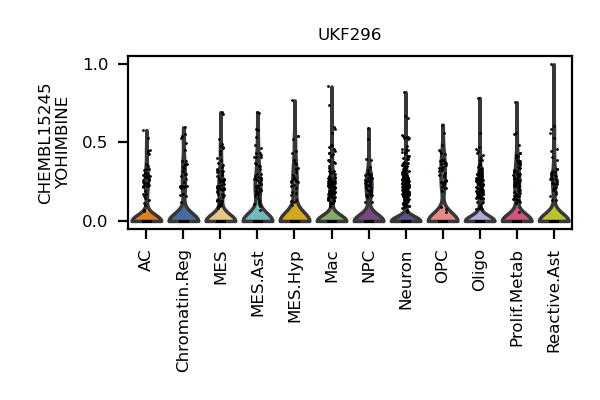 UKF296
CHEMBL15245
YOHIMBINE
1.0
0.5
0.0
AC
Chromatin.Reg
MES
MES.Ast
MES.Hyp
Mac
NPC
Neuron
OPC
Oligo
Prolif.Metab
Reactive.Ast